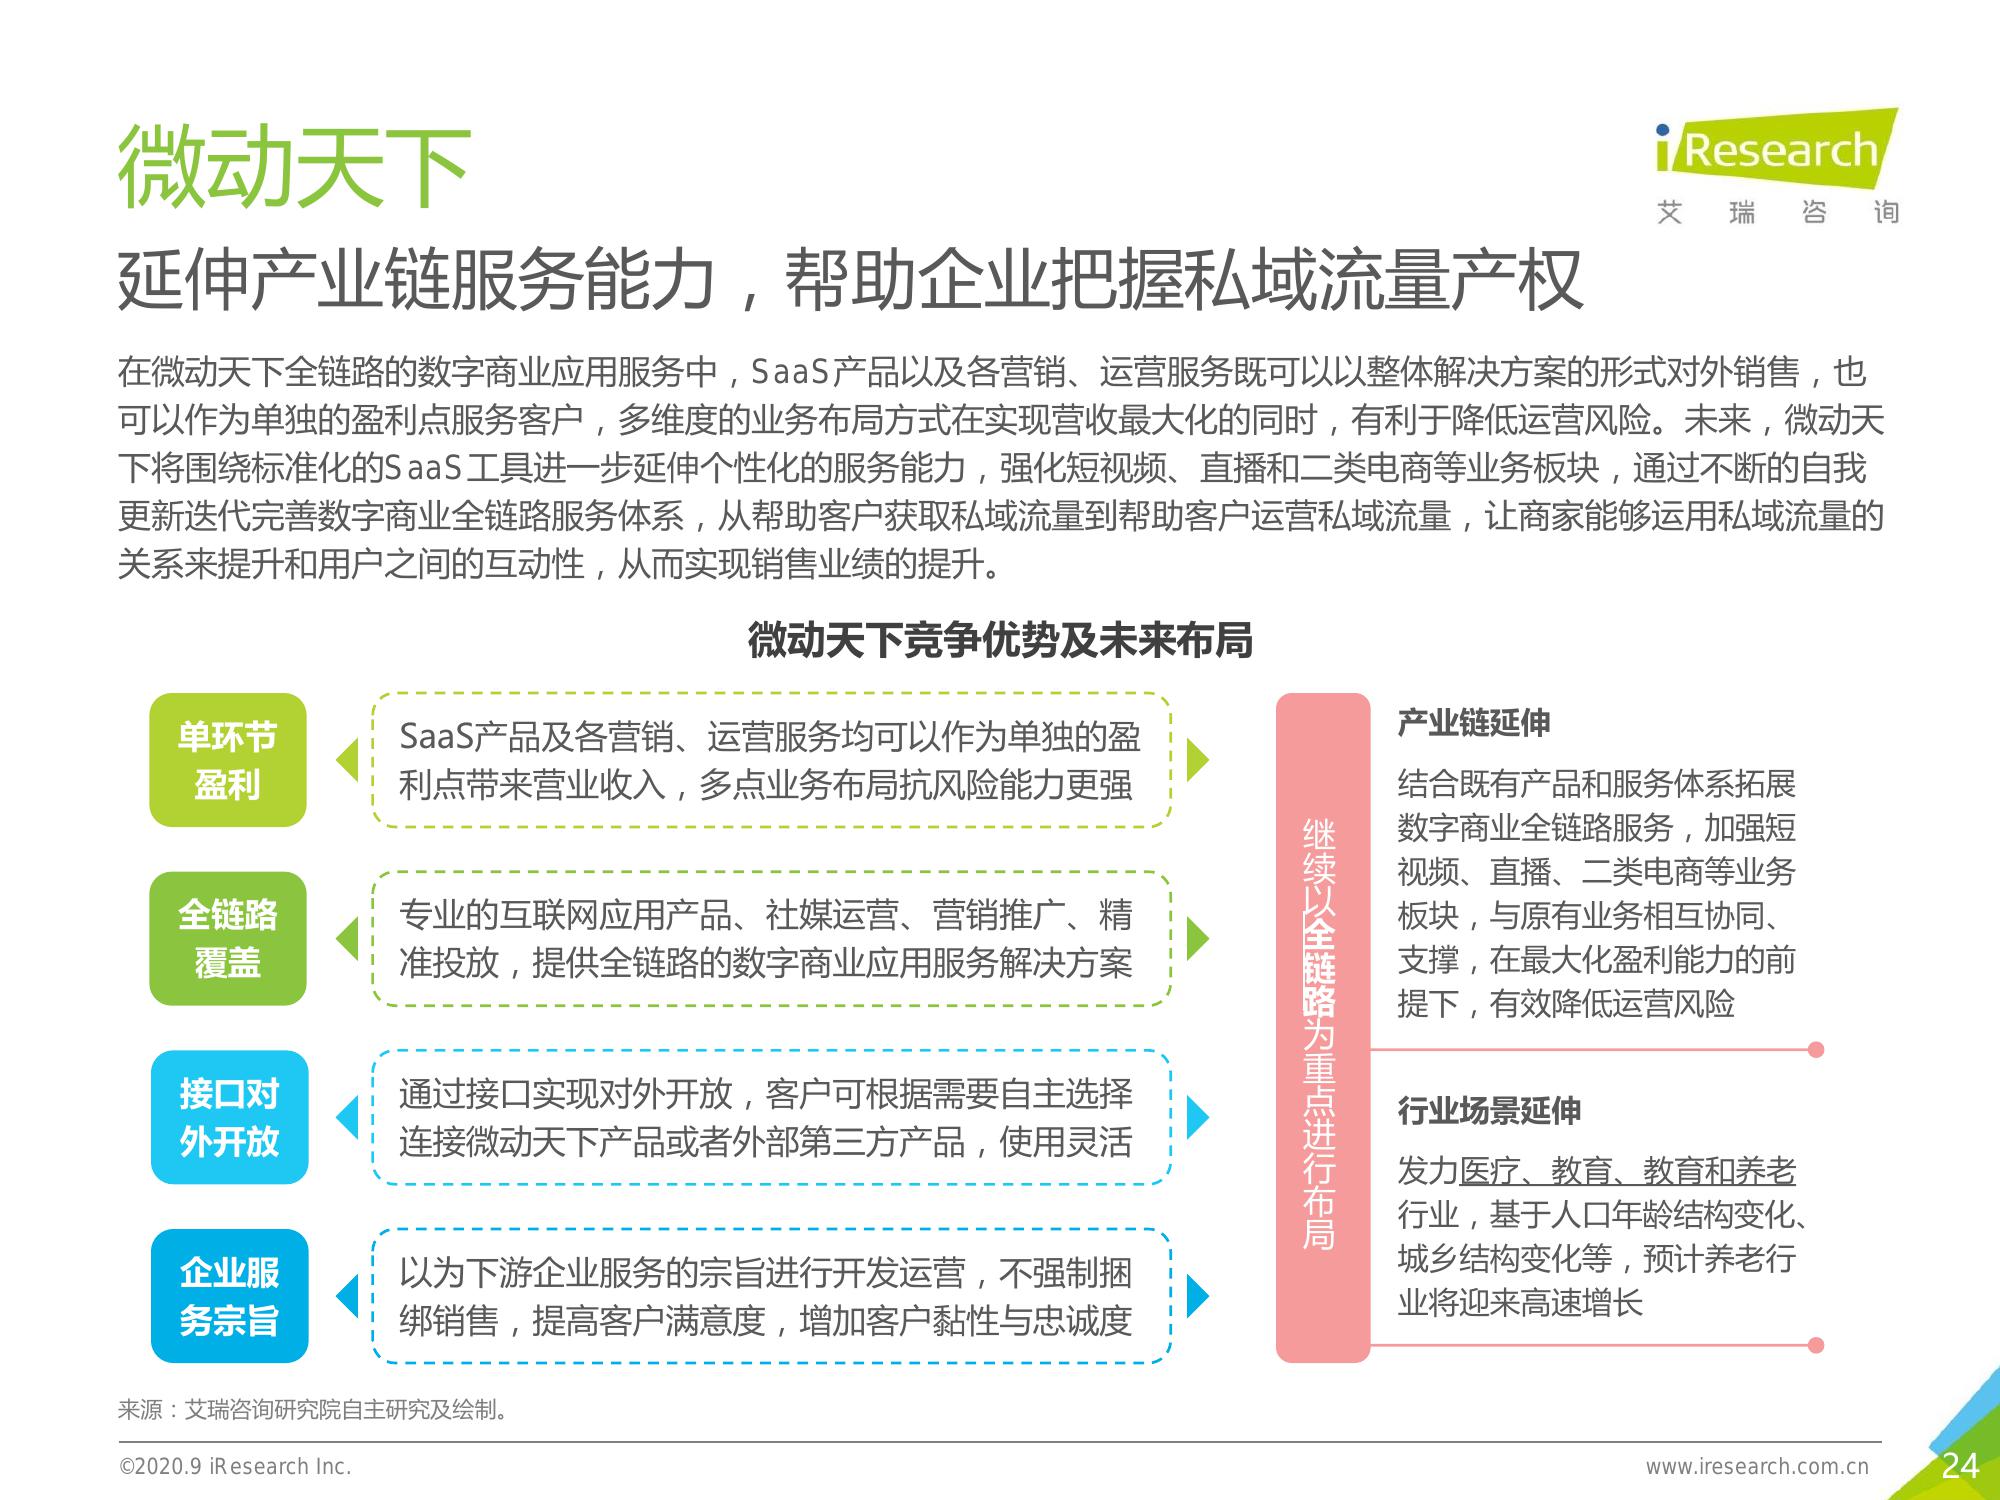 微动天下
iResearch
艾瑞咨询
延伸产业链服务能力，帮助企业把握私域流量产权
在微动天下全链路的数字商业应用服务中，SaaS产品以及各营销、运营服务既可以以整体解决方案的形式对外销售，也
可以作为单独的盈利点服务客户，多维度的业务布局方式在实现营收最大化的同时，有利于降低运营风险。未来，微动天
下将围绕标准化的SaaS工具进一步延伸个性化的服务能力，强化短视频、直播和二类电商等业务板块，通过不断的自我
更新迭代完善数字商业全链路服务体系，从帮助客户获取私域流量到帮助客户运营私域流量，让商家能够运用私域流量的
关系来提升和用户之间的互动性，从而实现销售业绩的提升。
微动天下竞争优势及未来布局
单环节
盈利
SaaS产品及各营销、运营服务均可以作为单独的盈
利点带来营业收入，多点业务布局抗风险能力更强
全链路
覆盖
专业的互联网应用产品、社媒运营、营销推广、精
准投放，提供全链路的数字商业应用服务解决方案
接口对
外开放
通过接口实现对外开放，客户可根据需要自主选择
连接微动天下产品或者外部第三方产品，使用灵活
企业服
务宗旨
以为下游企业服务的宗旨进行开发运营，不强制捆
绑销售，提高客户满意度，增加客户黏性与忠诚度
继续以全链路为重点进行布局
产业链延伸
结合既有产品和服务体系拓展
数字商业全链路服务，加强短
视频、直播、二类电商等业务
板块，与原有业务相互协同、
支撑，在最大化盈利能力的前
提下，有效降低运营风险
行业场景延伸
发力医疗、教育、教育和养老
行业，基于人口年龄结构变化、
城乡结构变化等，预计养老行
业将迎来高速增长
来源：艾瑞咨询研究院自主研究及绘制。
©2020.9 iResearch Inc.
www.iresearch.com.cn
24